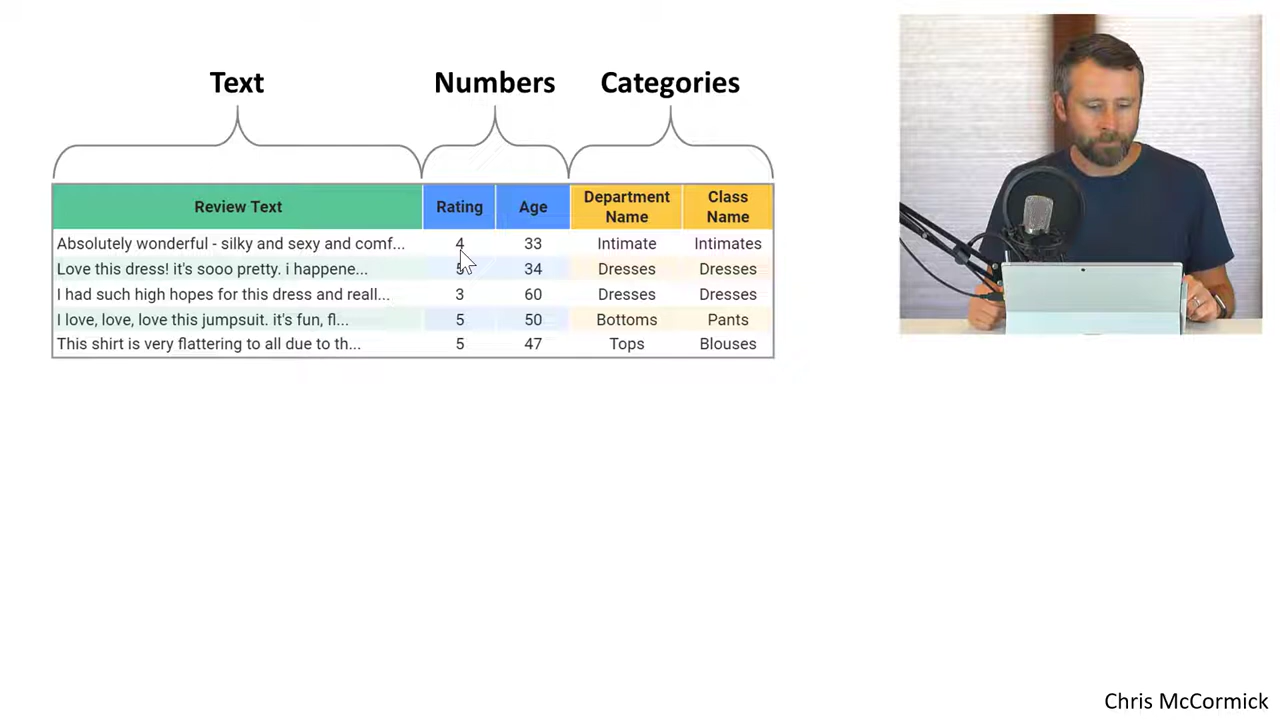 Text Numbers Categories
Review Text Rating Age Department Name Class Name
Absolutely wonderful - silky and sexy and comf... 4 33 Intimate Intimates
Love this dress! it's sooo pretty. i happene... 34 Dresses Dresses
I had such high hopes for this dress and reall... 3 60 Dresses Dresses
I love, love, love this jumpsuit. it's fun, fl... 5 50 Bottoms Pants
This shirt is very flattering to all due to th... 5 47 Tops Blouses
Chris McCormick